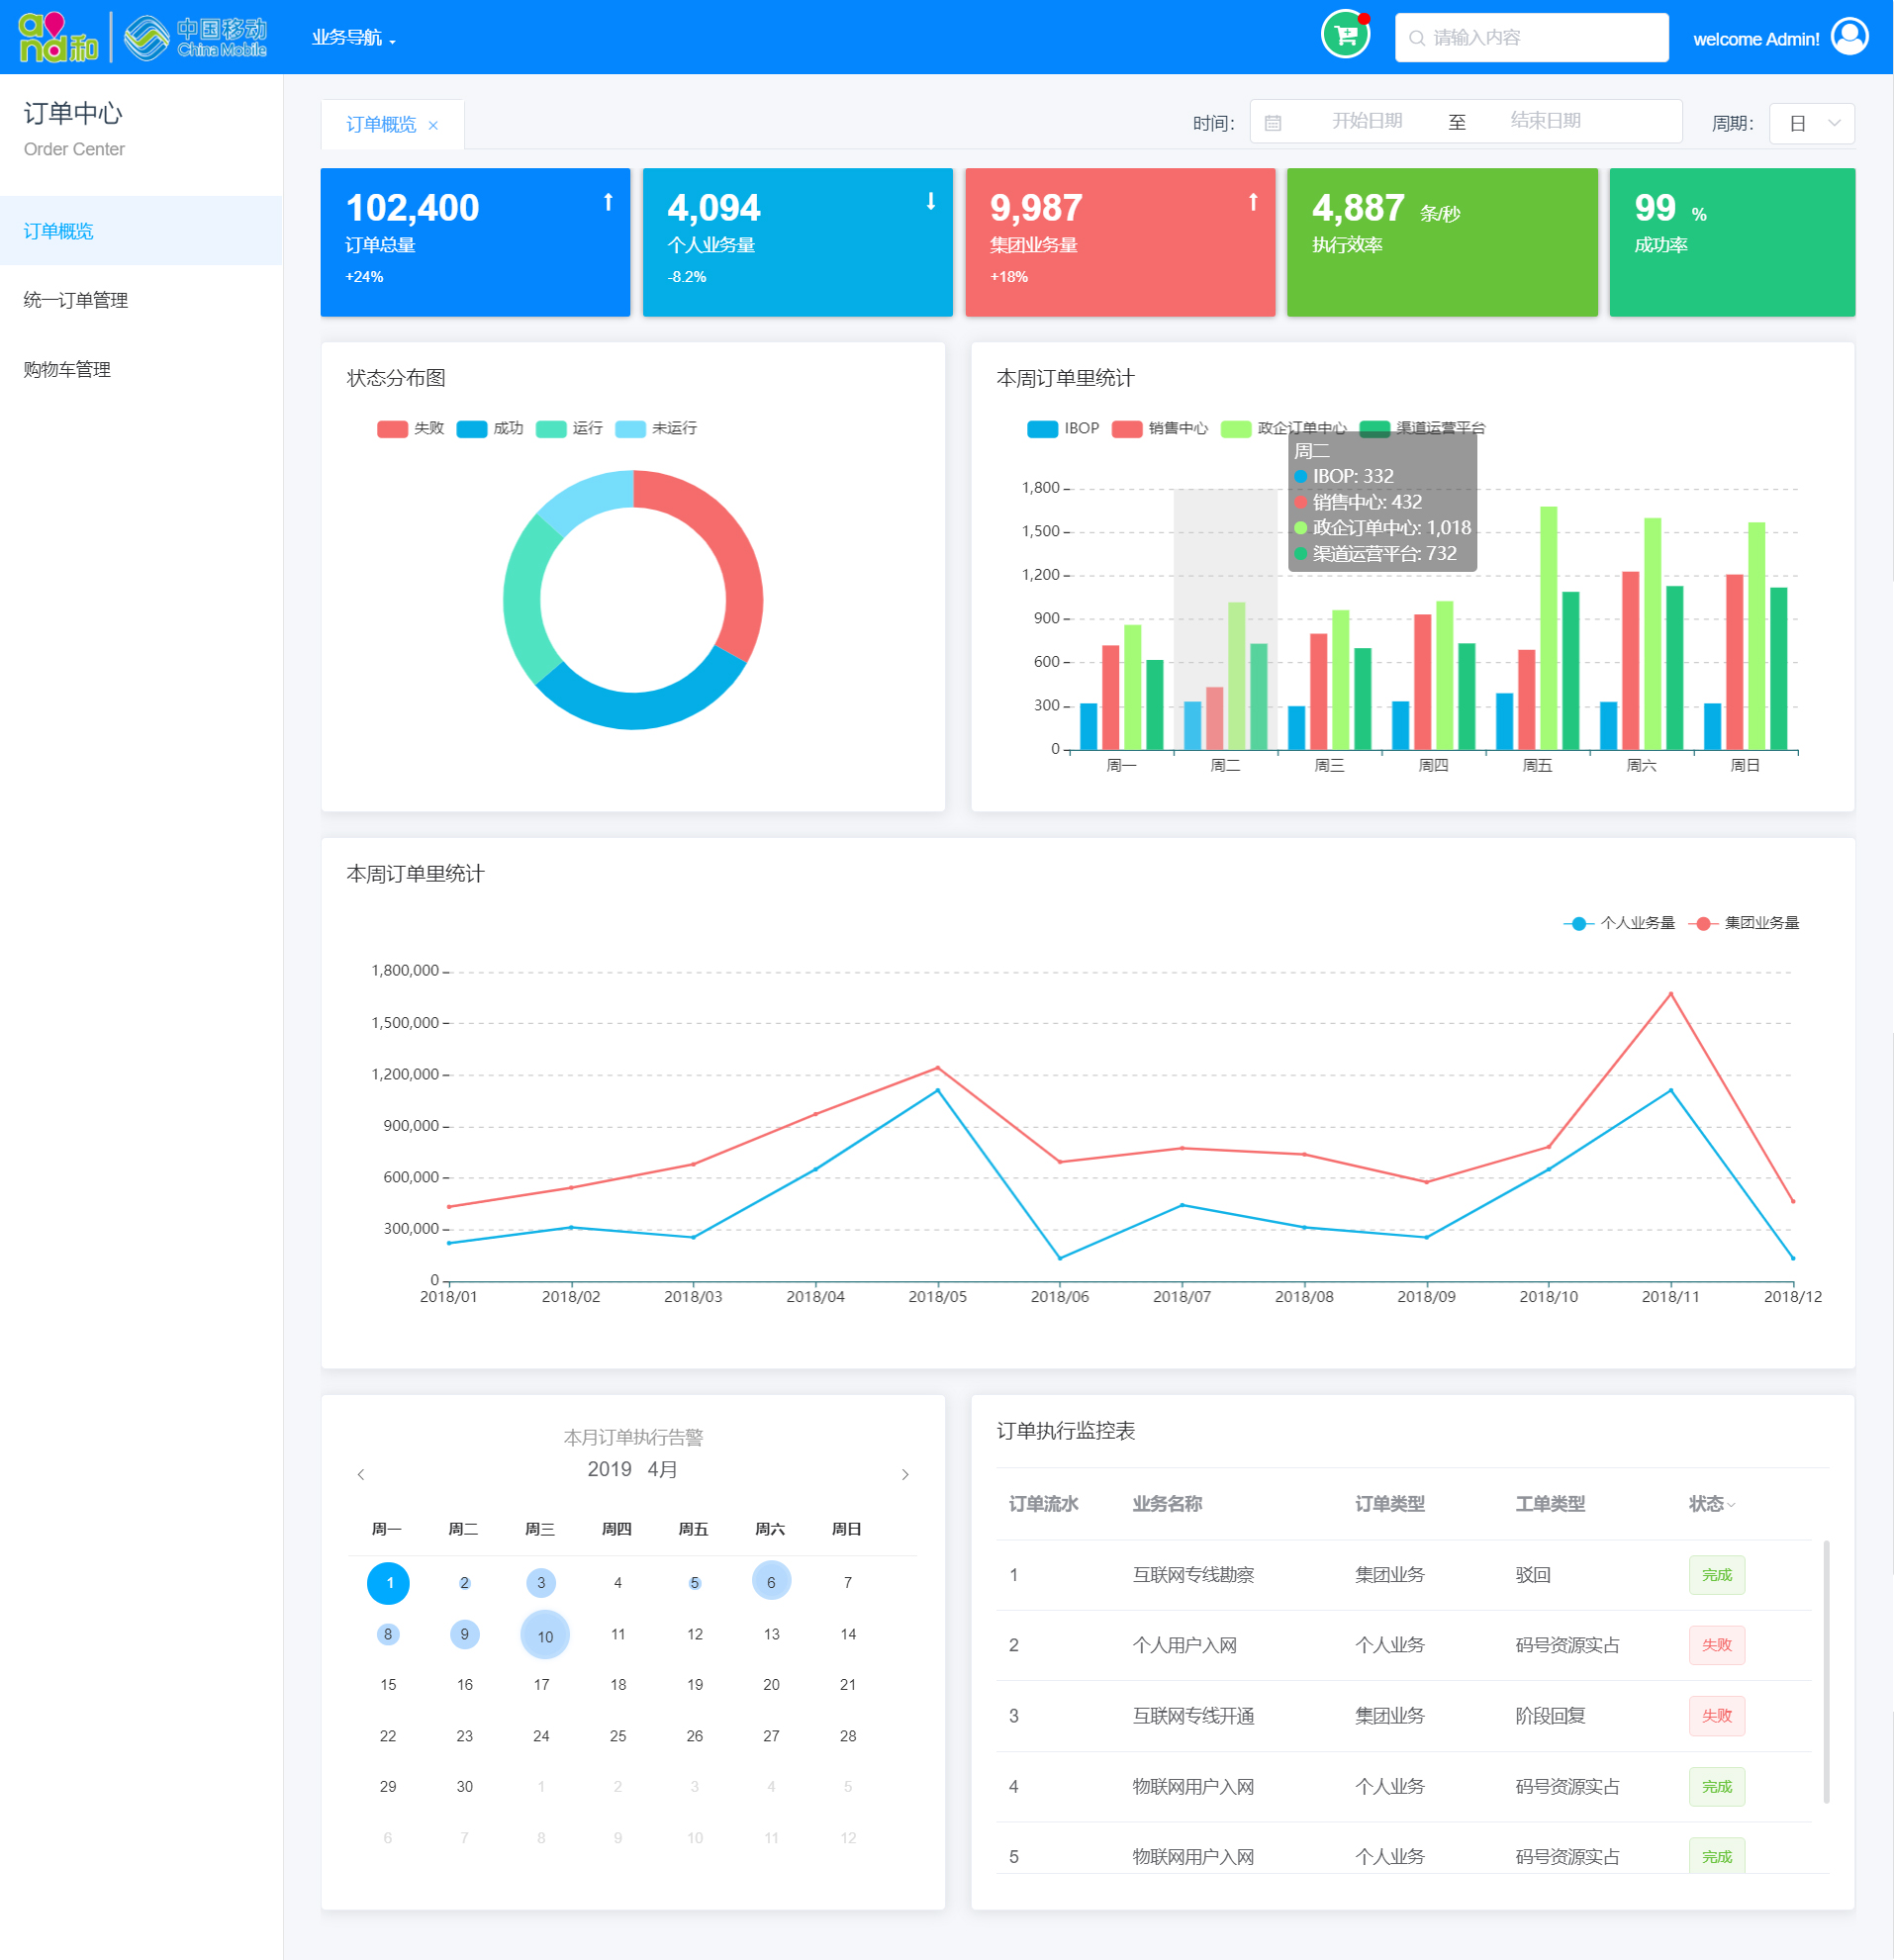 and和 中国移动 China Mobile
业务导航
请输入内容
welcome Admin!
订单中心
Order Center
订单概览
统一订单管理
购物车管理
订单概览 ×
时间: 开始日期 至 结束日期 周期: 日
102,400
订单总量
+24%
4,094
个人业务量
-8.2%
9,987
集团业务量
+18%
4,887 条/秒
执行效率
99 %
成功率
状态分布图
失败 成功 运行 未运行
本周订单里统计
IBOP 销售中心 政企订单中心 渠道运营平台
周二
IBOP: 332
销售中心: 432
政企订单中心: 1,018
渠道运营平台: 732
1,800
1,500
1,200
900
600
300
0
周一 周二 周三 周四 周五 周六 周日
本周订单里统计
个人业务量 集团业务量
1,800,000
1,500,000
1,200,000
900,000
600,000
300,000
0
2018/01 2018/02 2018/03 2018/04 2018/05 2018/06 2018/07 2018/08 2018/09 2018/10 2018/11 2018/12
本月订单执行告警
2019 4月
周一 周二 周三 周四 周五 周六 周日
1 2 3 4 5 6 7
8 9 10 11 12 13 14
15 16 17 18 19 20 21
22 23 24 25 26 27 28
29 30 1 2 3 4 5
6 7 8 9 10 11 12
订单执行监控表
订单流水 业务名称 订单类型 工单类型 状态
1 互联网专线勘察 集团业务 驳回 完成
2 个人用户入网 个人业务 码号资源实占 失败
3 互联网专线开通 集团业务 阶段回复 失败
4 物联网用户入网 个人业务 码号资源实占 完成
5 物联网用户入网 个人业务 码号资源实占 完成